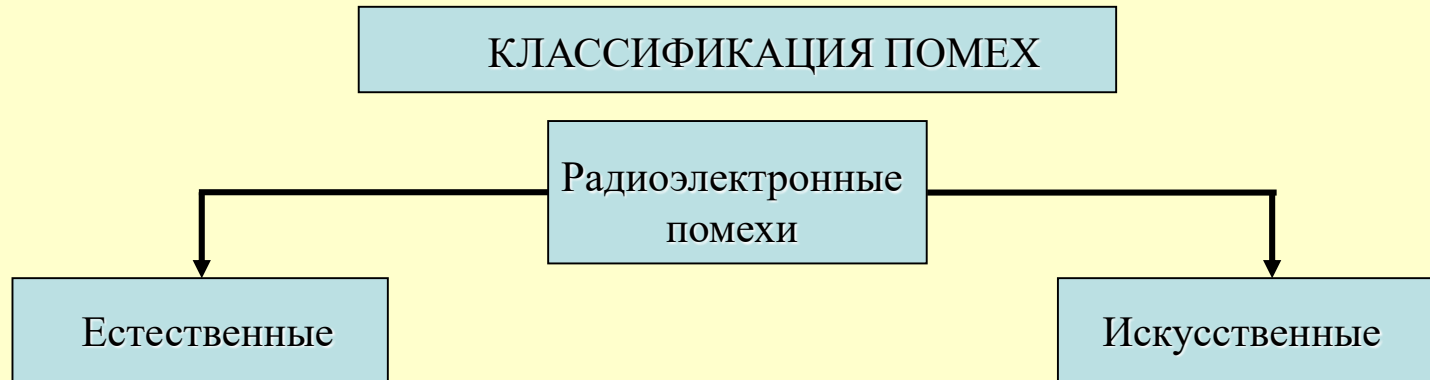 КЛАССИФИКАЦИЯ ПОМЕХ
Радиоэлектронные
помехи
Естественные
Искусственные